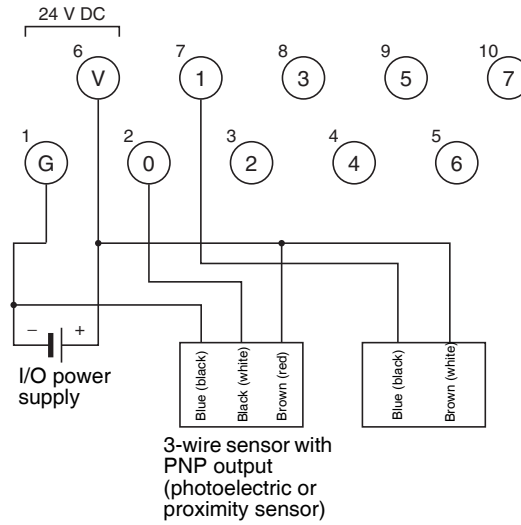 24 V DC
6 7 8 9 10
V 1 3 5 7
1 2 3 4 5
G 0 2 4 6
− +
I/O power
supply
Blue (black)
Black (white)
Brown (red)
Blue (black)
Brown (white)
3-wire sensor with
PNP output
(photoelectric or
proximity sensor)